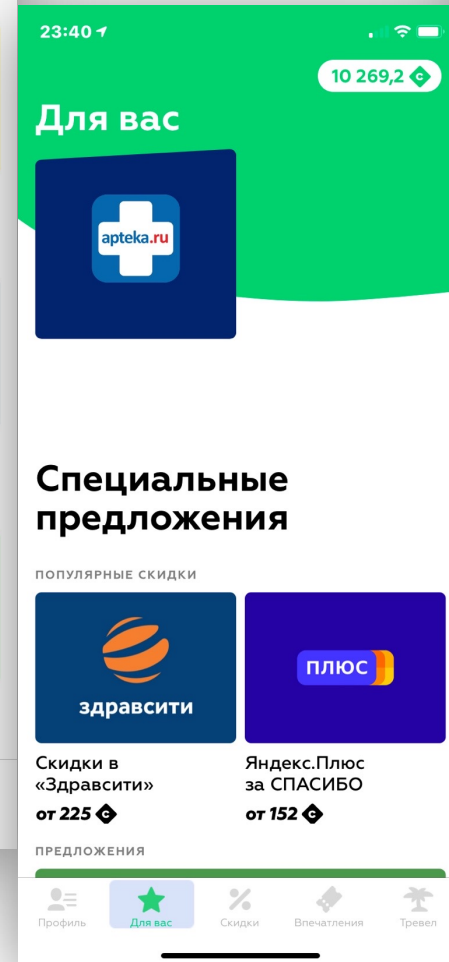 23:40
10 269,2
Для вас
apteka.ru
Специальные
предложения
ПОПУЛЯРНЫЕ СКИДКИ
здравсити
ПЛЮС
Скидки в
«Здравсити»
от 225 С
Яндекс.Плюс
за СПАСИБО
от 152 С
ПРЕДЛОЖЕНИЯ
Профиль
Для вас
Скидки
Впечатления
Тревел